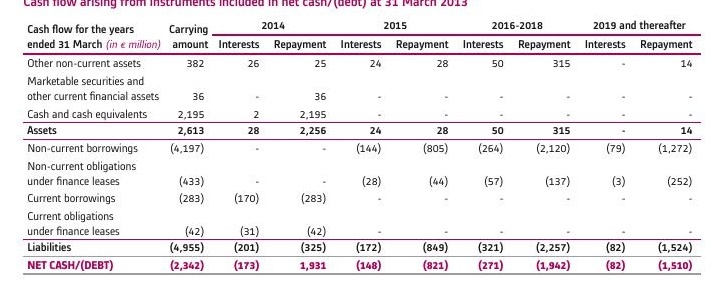 Cash flow arising from instruments included in net cash/(debt) at 31 March 2013
Cash flow for the years Carrying 2014 2015 2016-2018 2019 and thereafter
ended 31 March (in € million) amount Interests Repayment Interests Repayment Interests Repayment Interests Repayment
Other non-current assets 382 26 25 24 28 50 315 - 14
Marketable securities and
other current financial assets 36 - 36 - - - - - -
Cash and cash equivalents 2,195 2 2,195 - - - - - -
Assets 2,613 28 2,256 24 28 50 315 - 14
Non-current borrowings (4,197) - - (144) (805) (264) (2,120) (79) (1,272)
Non-current obligations
under finance leases (433) - - (28) (44) (57) (137) (3) (252)
Current borrowings (283) (170) (283) - - - - - -
Current obligations
under finance leases (42) (31) (42) - - - - - -
Liabilities (4,955) (201) (325) (172) (849) (321) (2,257) (82) (1,524)
NET CASH/(DEBT) (2,342) (173) 1,931 (148) (821) (271) (1,942) (82) (1,510)